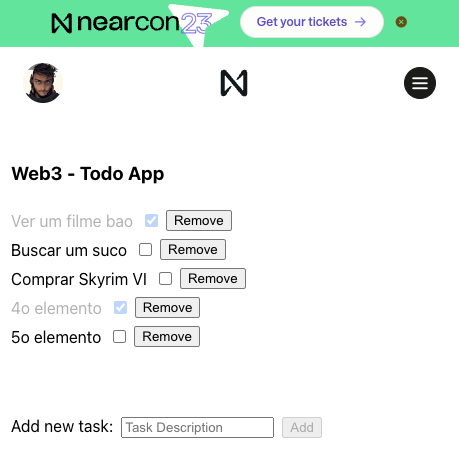 nearcon23 Get your tickets →
Web3 - Todo App
Ver um filme bao Remove
Buscar um suco Remove
Comprar Skyrim VI Remove
4o elemento Remove
5o elemento Remove
Add new task: Task Description Add